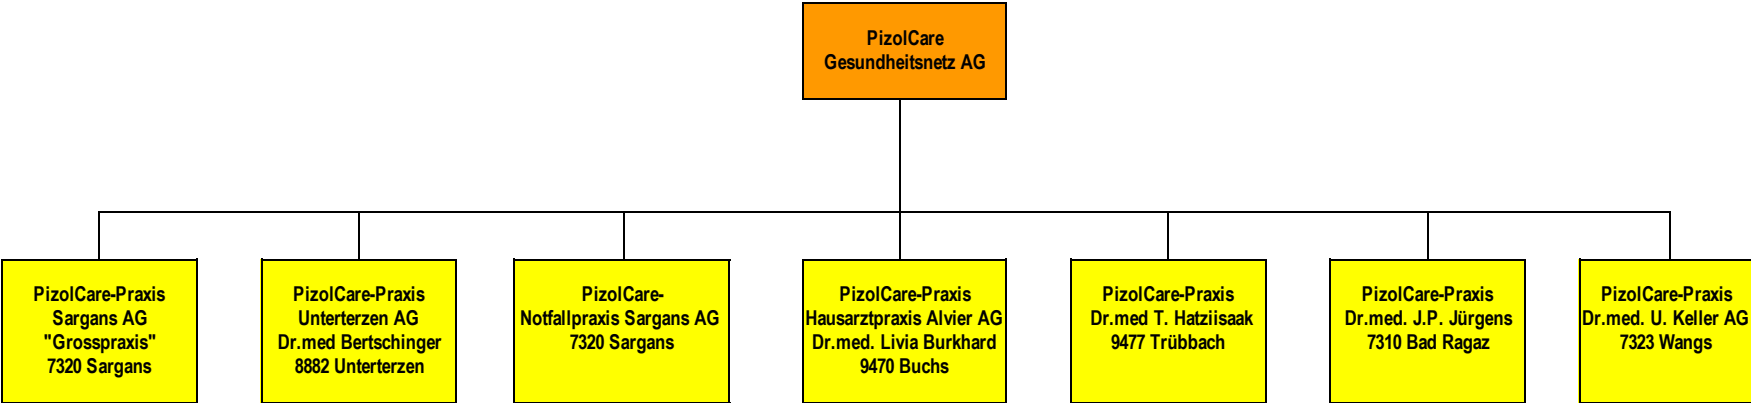 PizolCare
Gesundheitsnetz AG
PizolCare-Praxis
Sargans AG
"Grosspraxis"
7320 Sargans
PizolCare-Praxis
Unterterzen AG
Dr.med Bertschinger
8882 Unterterzen
PizolCare-
Notfallpraxis Sargans AG
7320 Sargans
PizolCare-Praxis
Hausarztpraxis Alvier AG
Dr.med. Livia Burkhard
9470 Buchs
PizolCare-Praxis
Dr.med T. Hatziisaak
9477 Trübbach
PizolCare-Praxis
Dr.med. J.P. Jürgens
7310 Bad Ragaz
PizolCare-Praxis
Dr.med. U. Keller AG
7323 Wangs